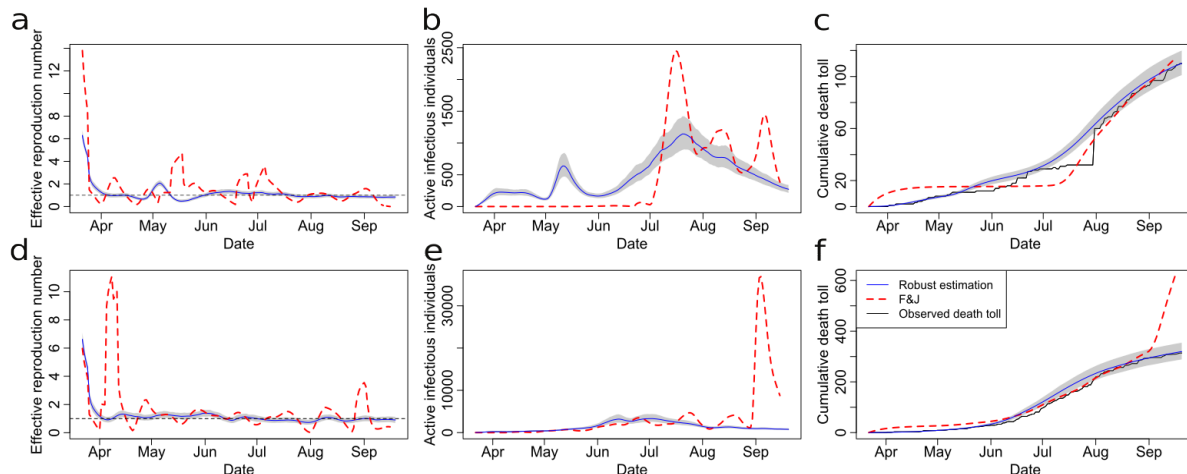 a
Effective reproduction number
0 2 4 6 8 12
Apr May Jun Jul Aug Sep
Date
b
Active infectious individuals
0 500 1500 2500
Apr May Jun Jul Aug Sep
Date
c
Cumulative death toll
0 20 60 100
Apr May Jun Jul Aug Sep
Date
d
Effective reproduction number
0 2 4 6 8 10
Apr May Jun Jul Aug Sep
Date
e
Active infectious individuals
0 10000 30000
Apr May Jun Jul Aug Sep
Date
f
Cumulative death toll
0 200 400 600
Robust estimation
F&J
Observed death toll
Apr May Jun Jul Aug Sep
Date